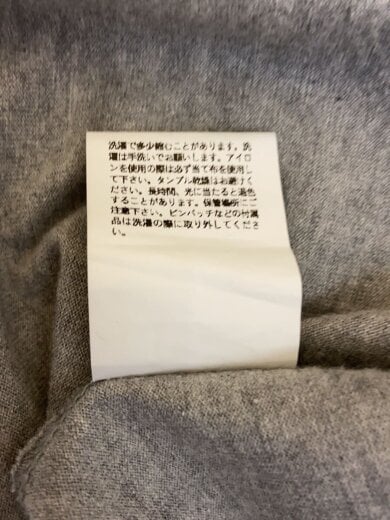 洗濯で多少縮むことがあります。洗
濯は手洗いでお願いします。アイロ
ンを使用の際は必ず当て布を使用し
て下さい。タンブル乾燥はお避けく
ださい。長時間、光に当たると退色
することがあります。保管場所にご
注意下さい。ピンバッチなどの付属
品は洗濯の際に取り外してくださ
い。